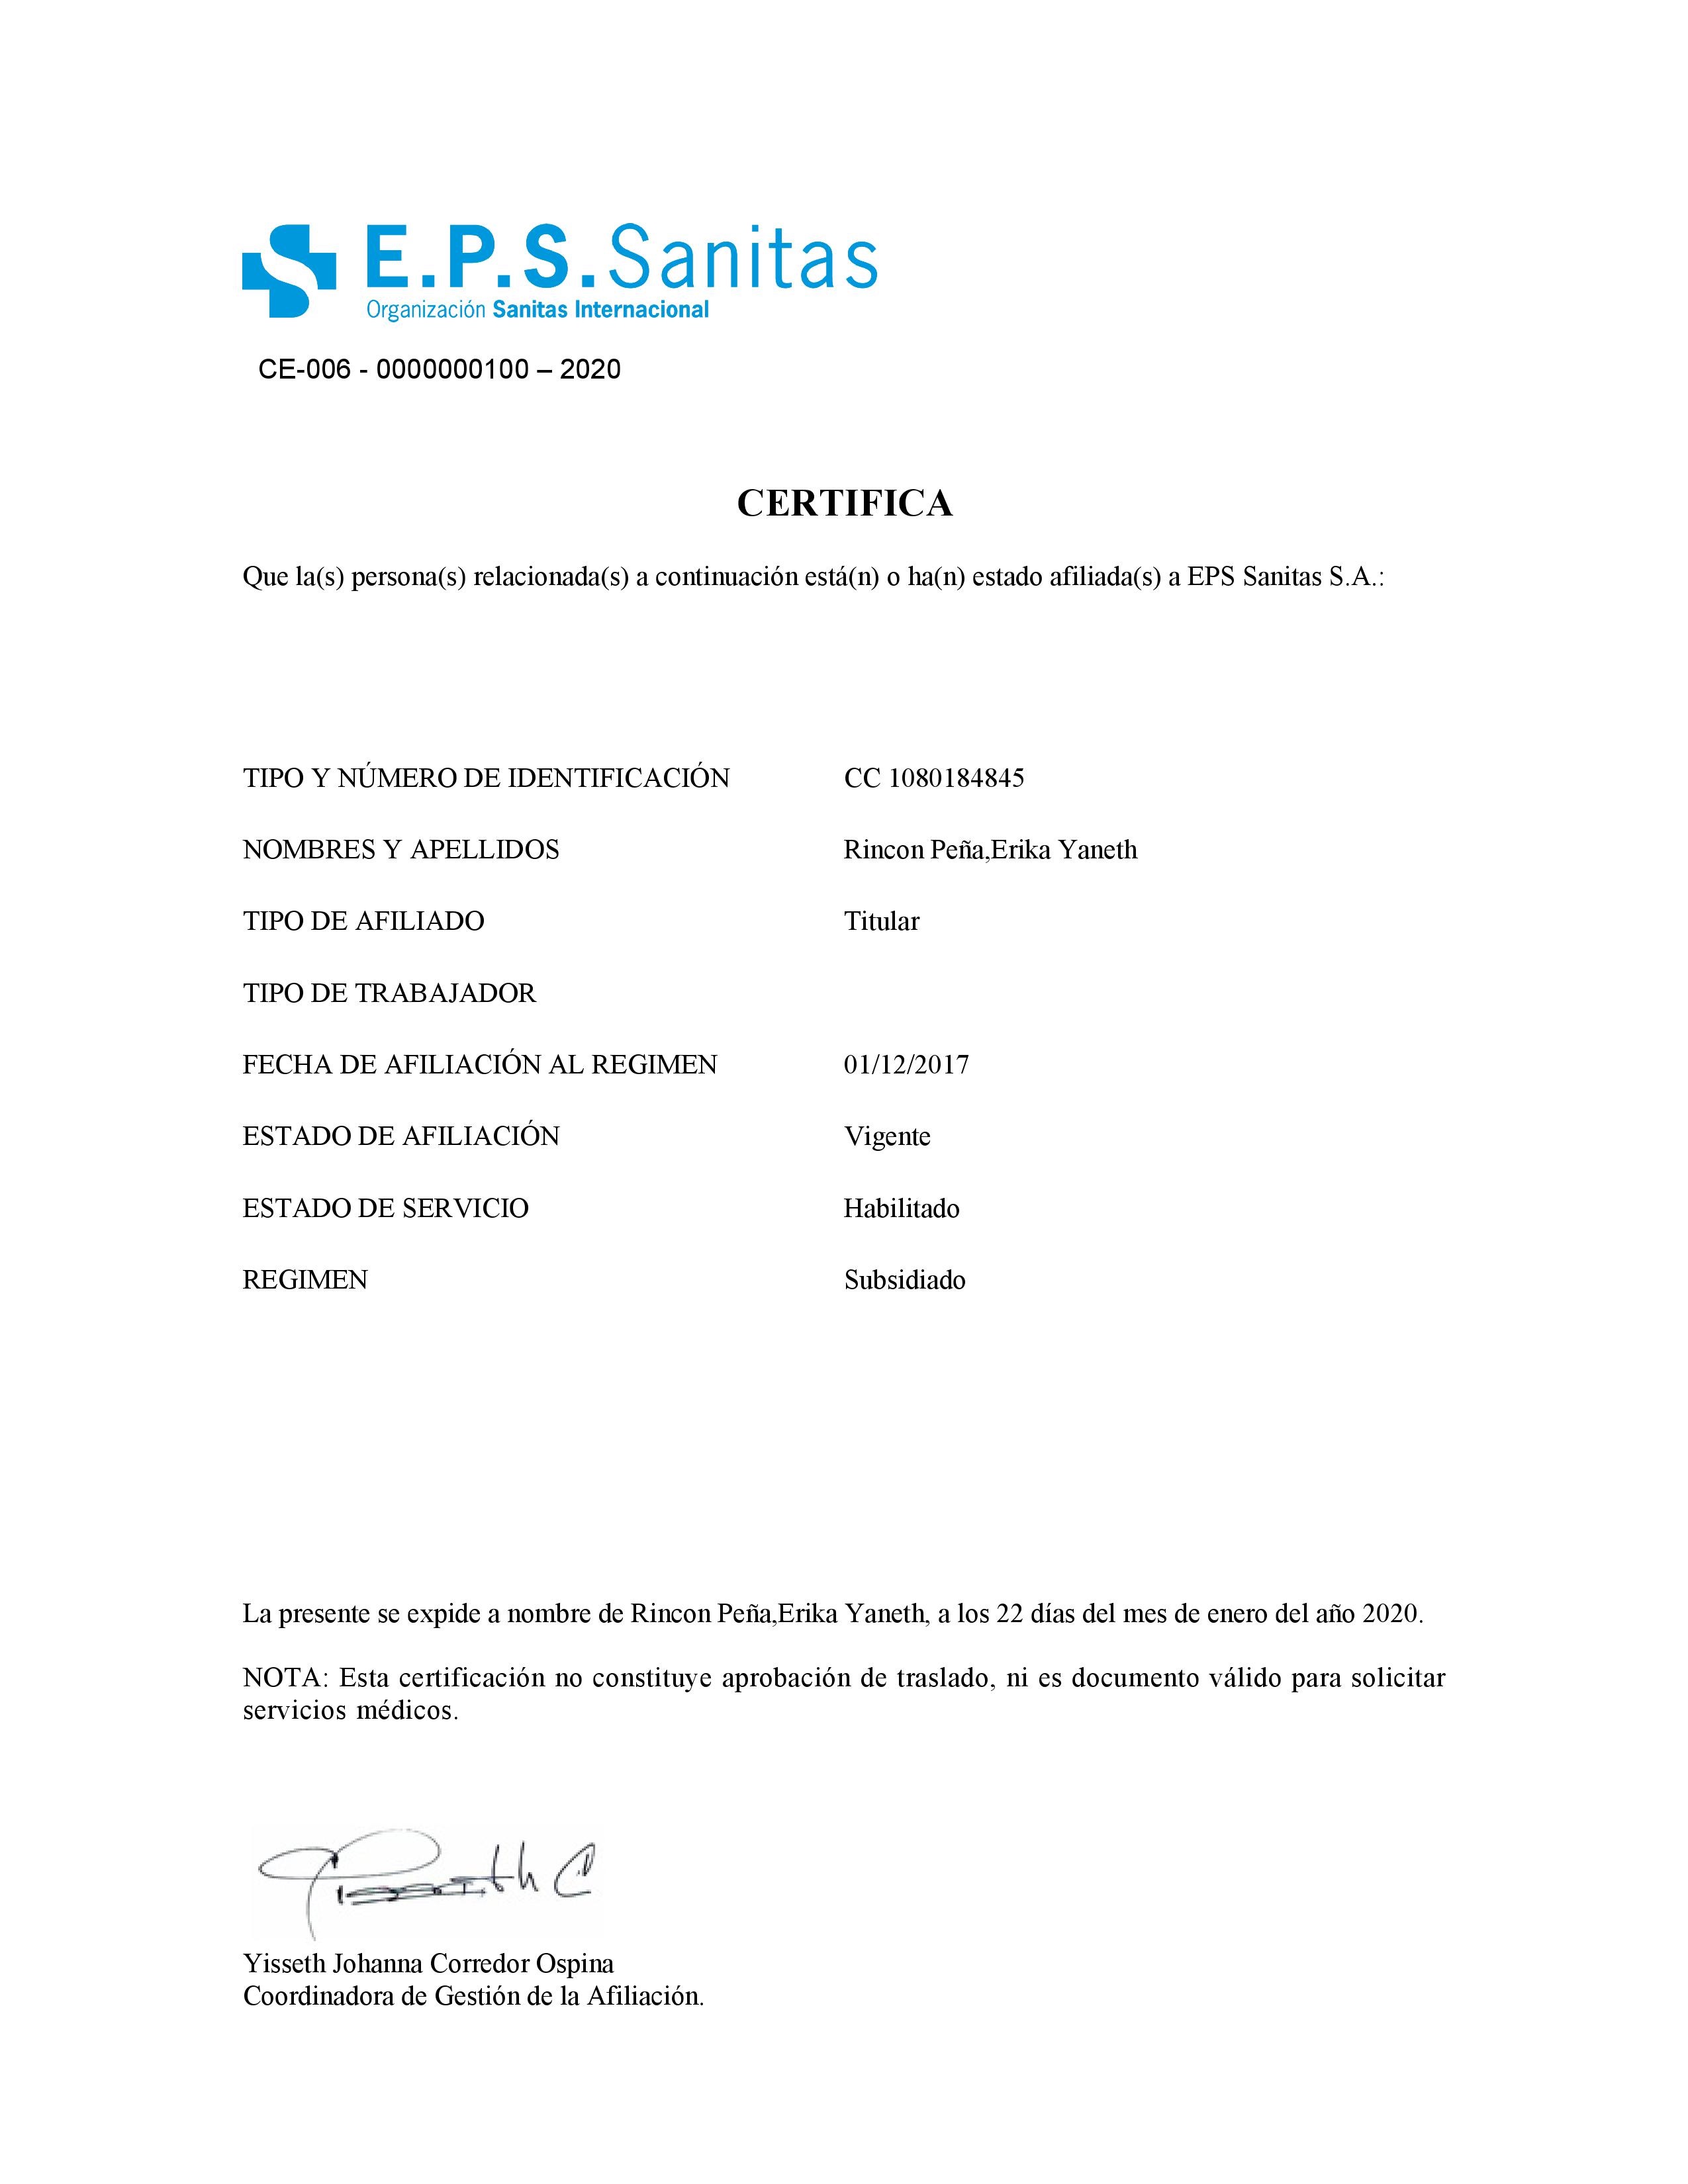 E.P.S. Sanitas
Organización Sanitas Internacional
CE-006 - 0000000100 – 2020
CERTIFICA
Que la(s) persona(s) relacionada(s) a continuación está(n) o ha(n) estado afiliada(s) a EPS Sanitas S.A.:
TIPO Y NÚMERO DE IDENTIFICACIÓN CC 1080184845
NOMBRES Y APELLIDOS Rincon Peña,Erika Yaneth
TIPO DE AFILIADO Titular
TIPO DE TRABAJADOR
FECHA DE AFILIACIÓN AL REGIMEN 01/12/2017
ESTADO DE AFILIACIÓN Vigente
ESTADO DE SERVICIO Habilitado
REGIMEN Subsidiado
La presente se expide a nombre de Rincon Peña,Erika Yaneth, a los 22 días del mes de enero del año 2020.
NOTA: Esta certificación no constituye aprobación de traslado, ni es documento válido para solicitar
servicios médicos.
Yisseth C
Yisseth Johanna Corredor Ospina
Coordinadora de Gestión de la Afiliación.